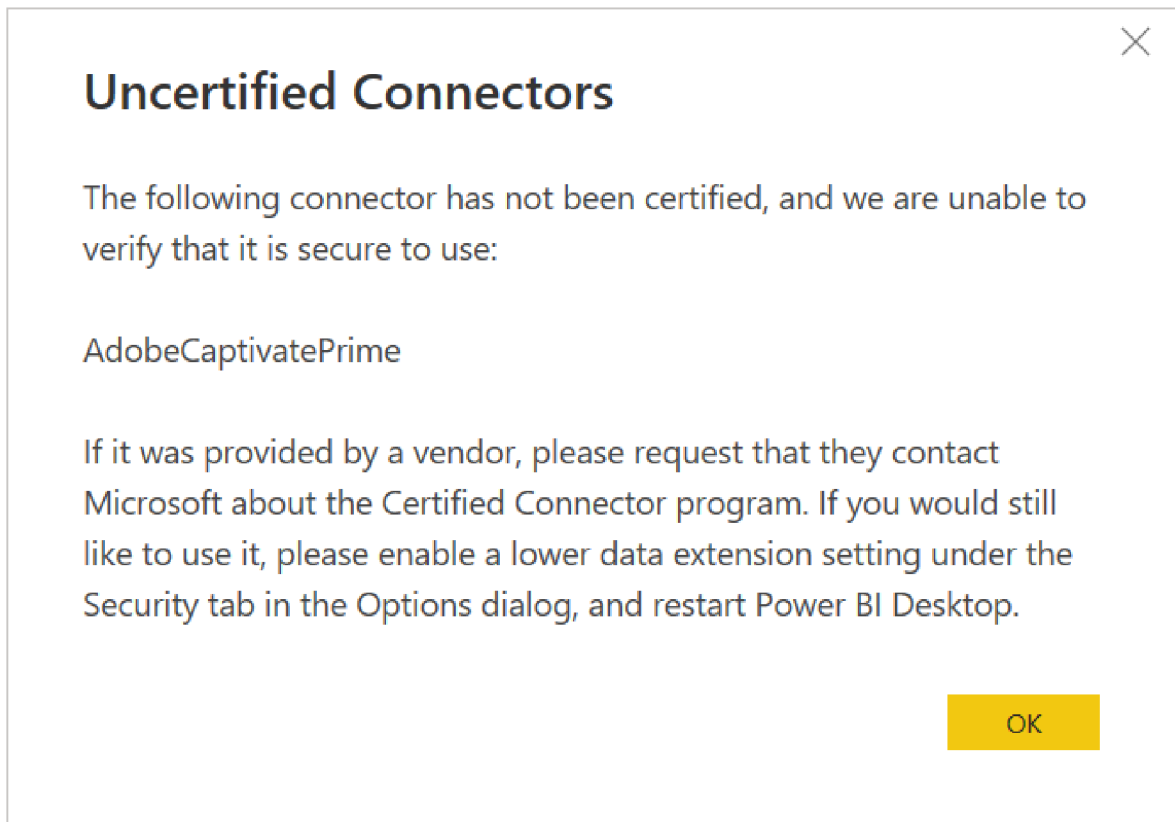 Uncertified Connectors
The following connector has not been certified, and we are unable to
verify that it is secure to use:
AdobeCaptivatePrime
If it was provided by a vendor, please request that they contact
Microsoft about the Certified Connector program. If you would still
like to use it, please enable a lower data extension setting under the
Security tab in the Options dialog, and restart Power BI Desktop.
OK